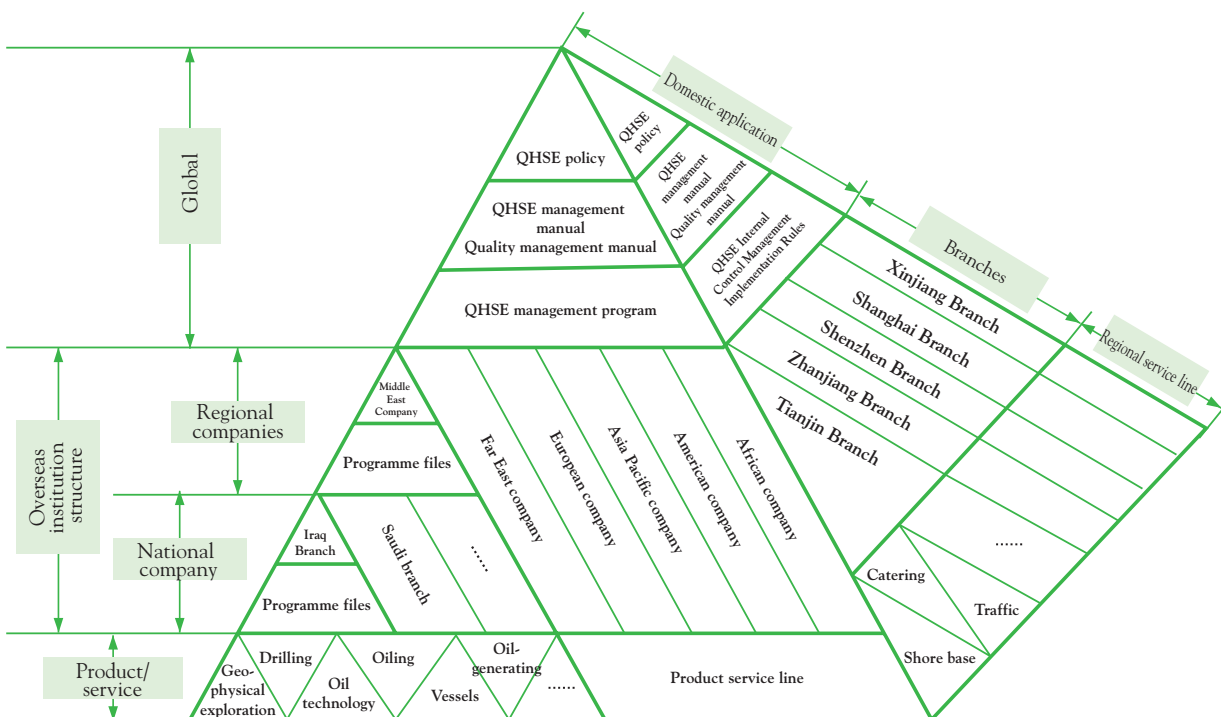 Global
Overseas
institution
structure
Regional
companies
National
company
Product/
service
Domestic application
Branches
Regional service line
QHSE policy
QHSE management
manual
Quality management manual
QHSE management program
QHSE
policy
QHSE
management
manual
Quality management
manual
QHSE Internal
Control Management
Implementation Rules
Xinjiang Branch
Shanghai Branch
Shenzhen Branch
Zhanjiang Branch
Tianjin Branch
Middle
East
Company
Programme files
Iraq
Branch
Programme files
Saudi branch
......
Far East company
European company
Asia Pacific company
American company
African company
......
Catering
Traffic
Shore base
Geo-
physical
exploration
Drilling
Oil
technology
Oiling
Vessels
Oil-
generating
......
Product service line